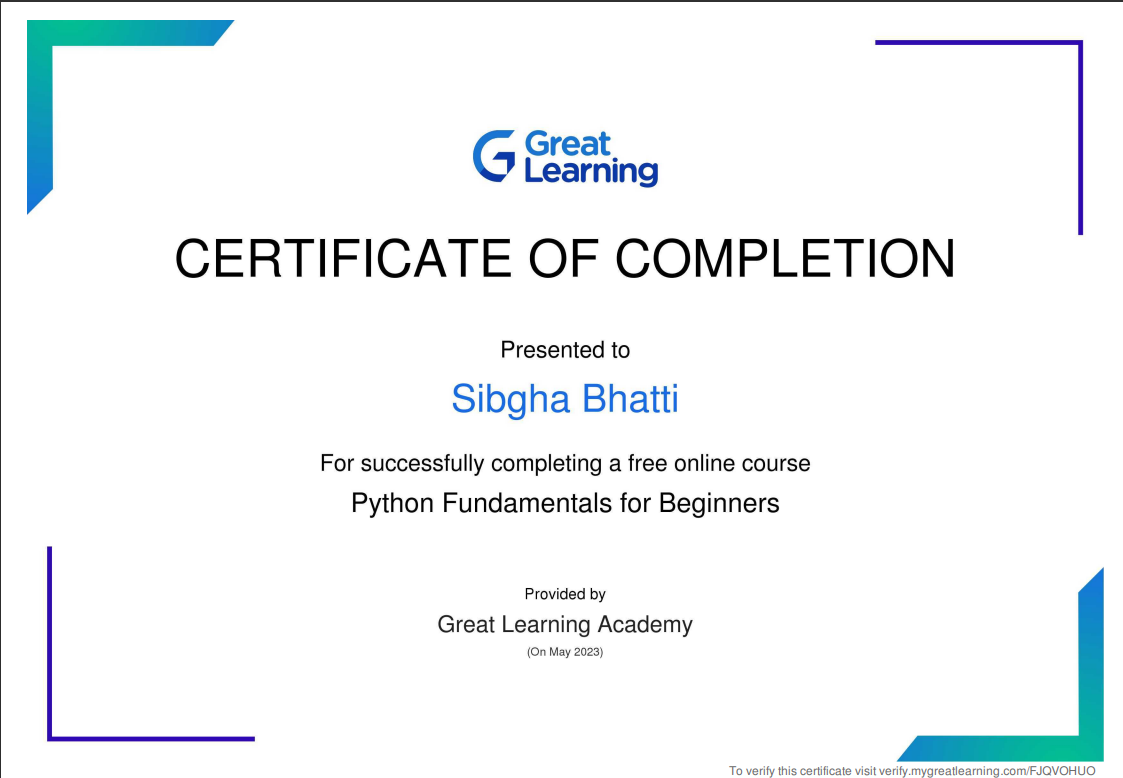 Great
Learning
CERTIFICATE OF COMPLETION
Presented to
Sibgha Bhatti
For successfully completing a free online course
Python Fundamentals for Beginners
Provided by
Great Learning Academy
(On May 2023)
To verify this certificate visit verify.mygreatlearning.com/FJQVOHUO